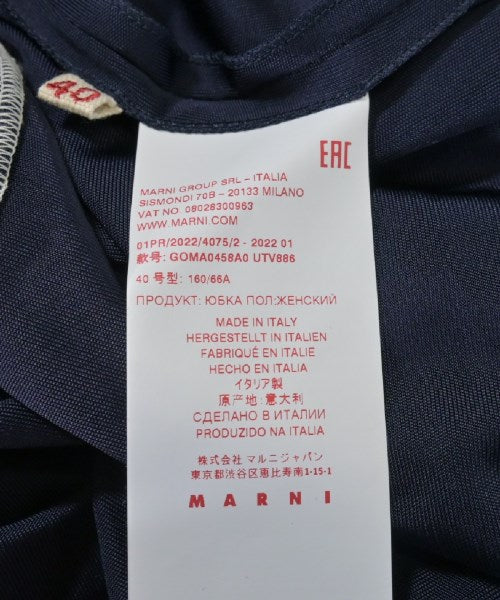 40
EAC
MARNI GROUP SRL - ITALIA
SISMONDI 70B - 20133 MILANO
VAT NO. 08028300963
WWW.MARNI.COM
01PR/2022/4075/2 - 2022 01
款号: GOMA0458A0 UTV886
40 号型: 160/66A
ПРОДУКТ: ЮБКА ПОЛ:ЖЕНСКИЙ
MADE IN ITALY
HERGESTELLT IN ITALIEN
FABRIQUÉ EN ITALIE
HECHO EN ITALIA
イタリア製
原产地: 意大利
СДЕЛАНО В ИТАЛИИ
PRODUZIDO NA ITALIA
株式会社 マルニジャパン
東京都渋谷区恵比寿南1-15-1
MARNI